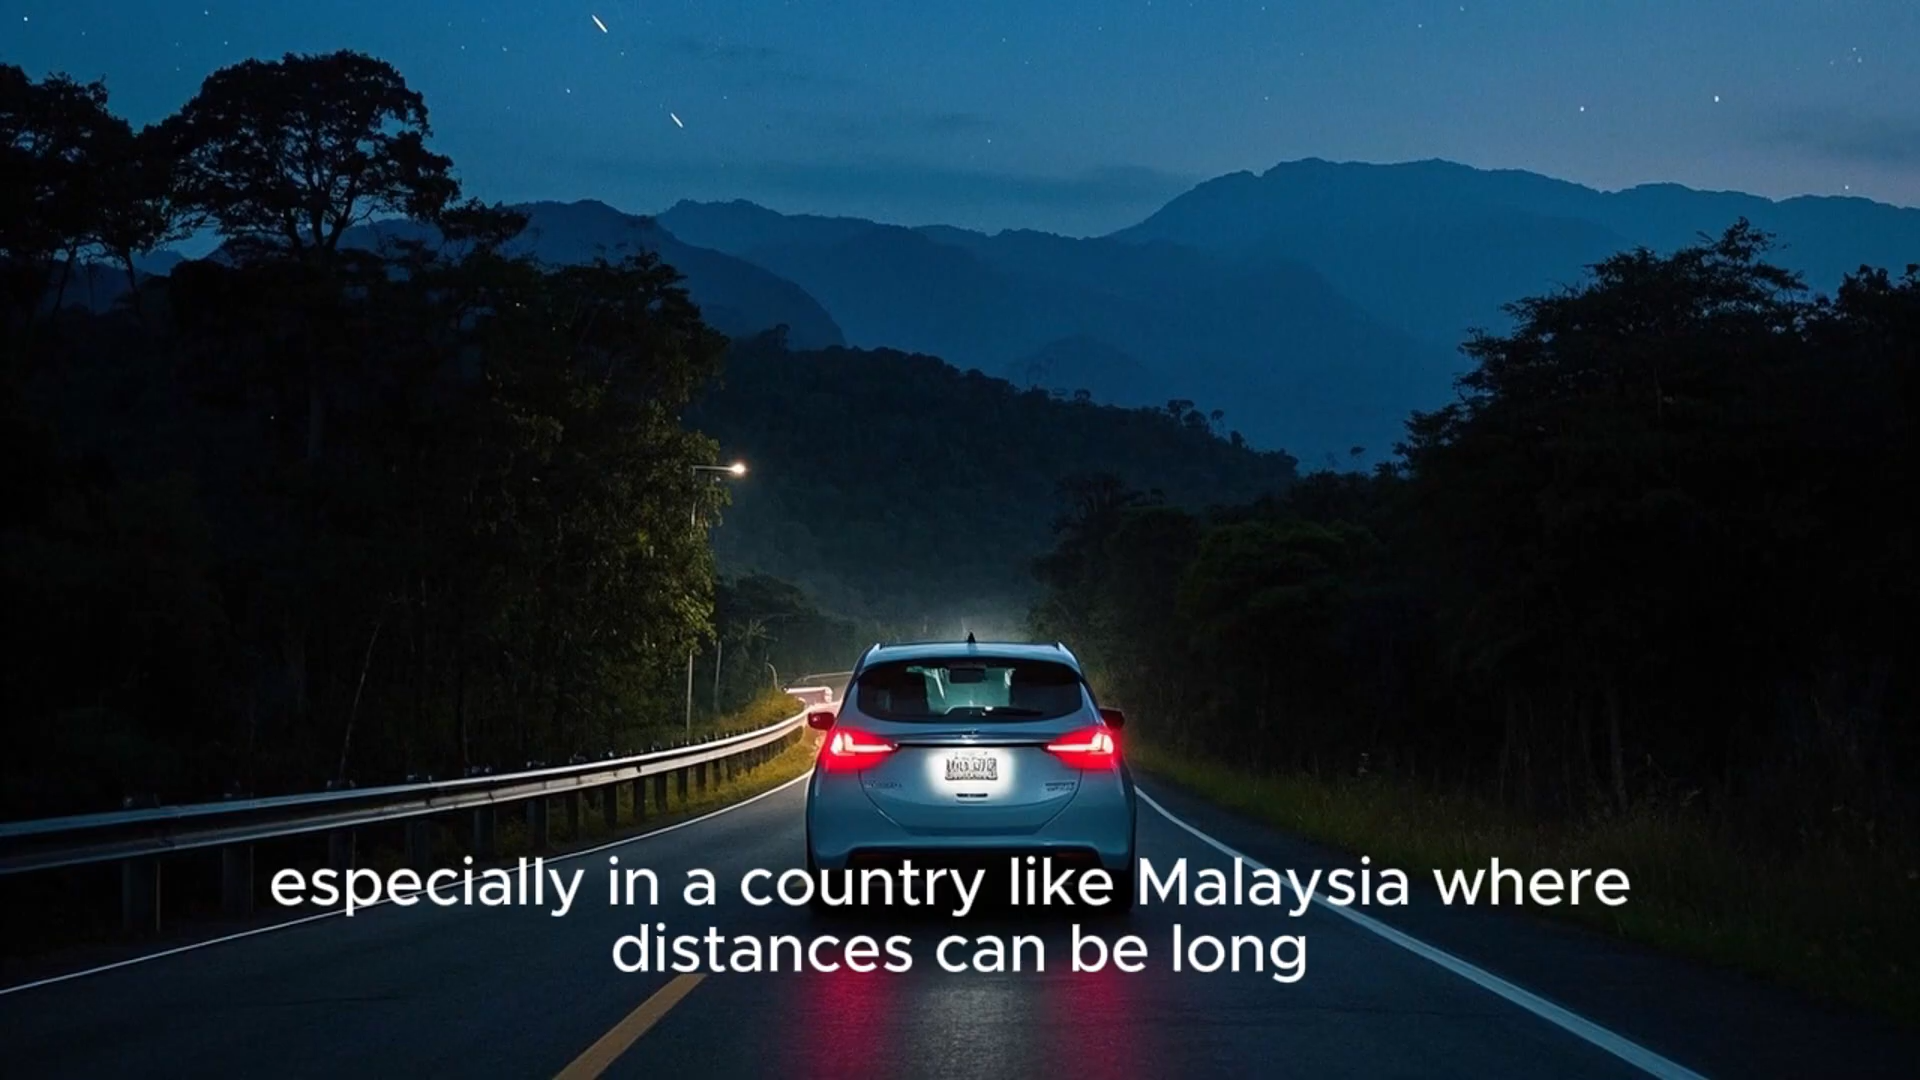 especially in a country like Malaysia where
distances can be long